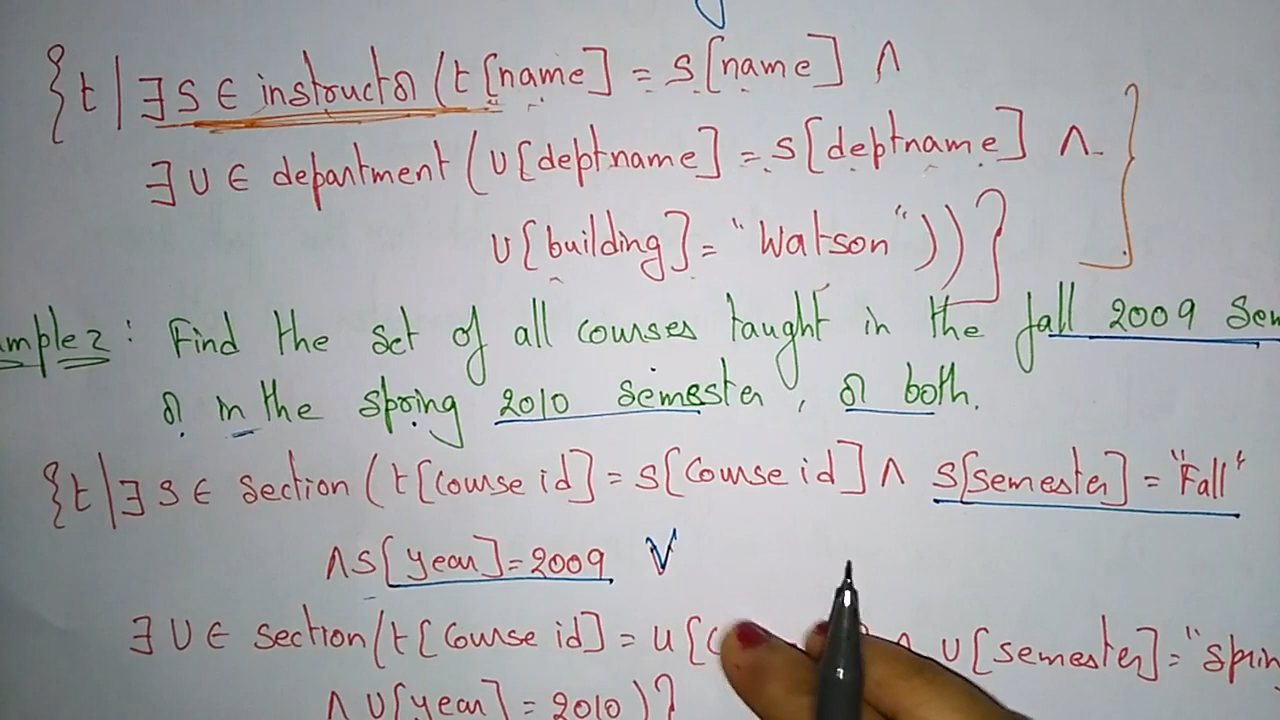 {t | ∃ s ∈ instructor (t[name] = s[name] ∧
∃ u ∈ department (u[deptname] = s[deptname] ∧
u[building] = "Watson"))}
ample2: Find the set of all courses taught in the fall 2009 Sem
or in the spring 2010 semester, or both.
{t | ∃ s ∈ section (t[Course id] = s[Course id] ∧ s[semester] = "Fall"
∧ s[year] = 2009 ∨
∃ u ∈ section (t[Course id] = u[C ∧ u[semester] = "sprin
∧ u[year] = 2010)}